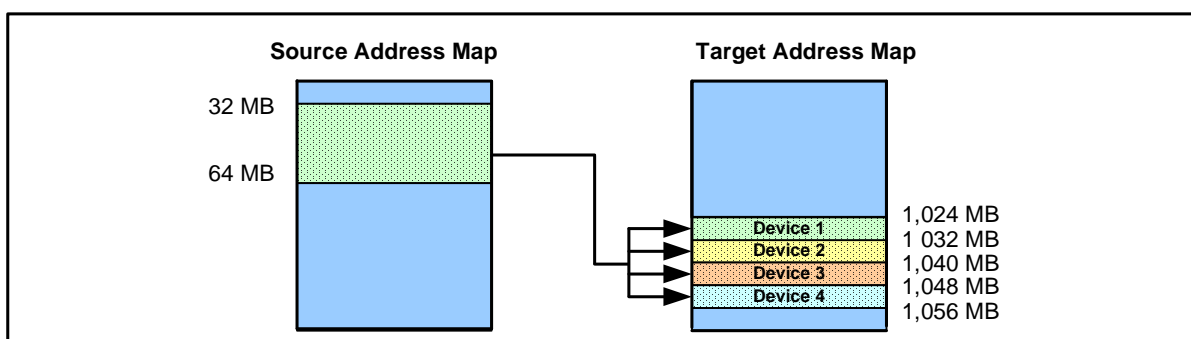 Source Address Map
Target Address Map
32 MB
64 MB
1,024 MB
Device 1
1 032 MB
Device 2
1,040 MB
Device 3
1,048 MB
Device 4
1,056 MB